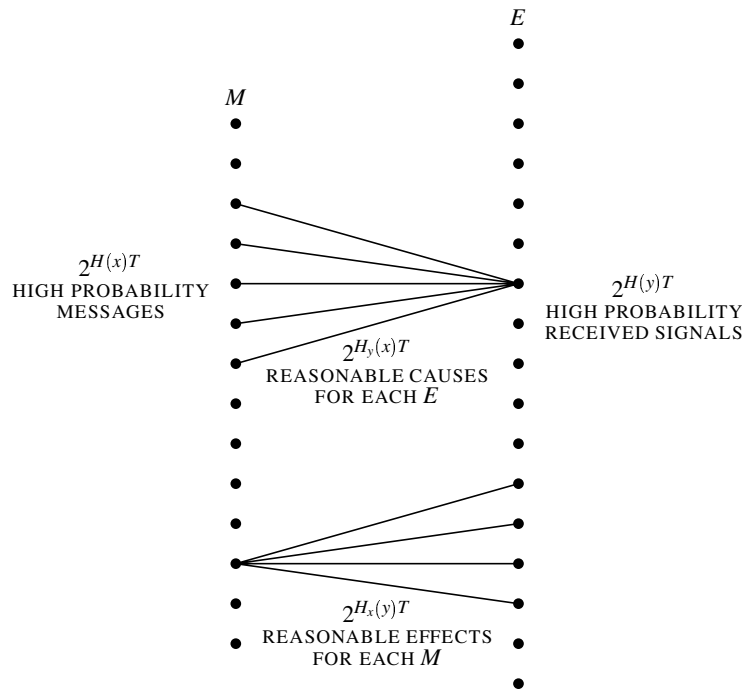 E
M
2^{H(x)T}
HIGH PROBABILITY
MESSAGES
2^{H(y)T}
HIGH PROBABILITY
RECEIVED SIGNALS
2^{H_y(x)T}
REASONABLE CAUSES
FOR EACH E
2^{H_x(y)T}
REASONABLE EFFECTS
FOR EACH M